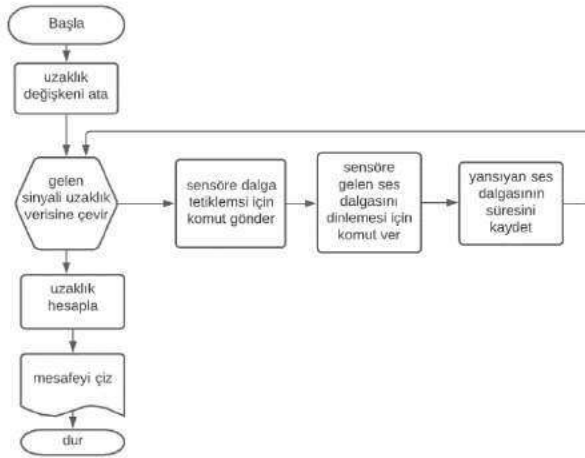 Başla
uzaklık
değişkeni ata
gelen
sinyali uzaklık
verisine çevir
sensöre dalga
tetiklemsi için
komut gönder
sensöre
gelen ses
dalgasını
dinlemesi için
komut ver
yansıyan ses
dalgasının
süresini
kaydet
uzaklık
hesapla
mesafeyi çiz
dur